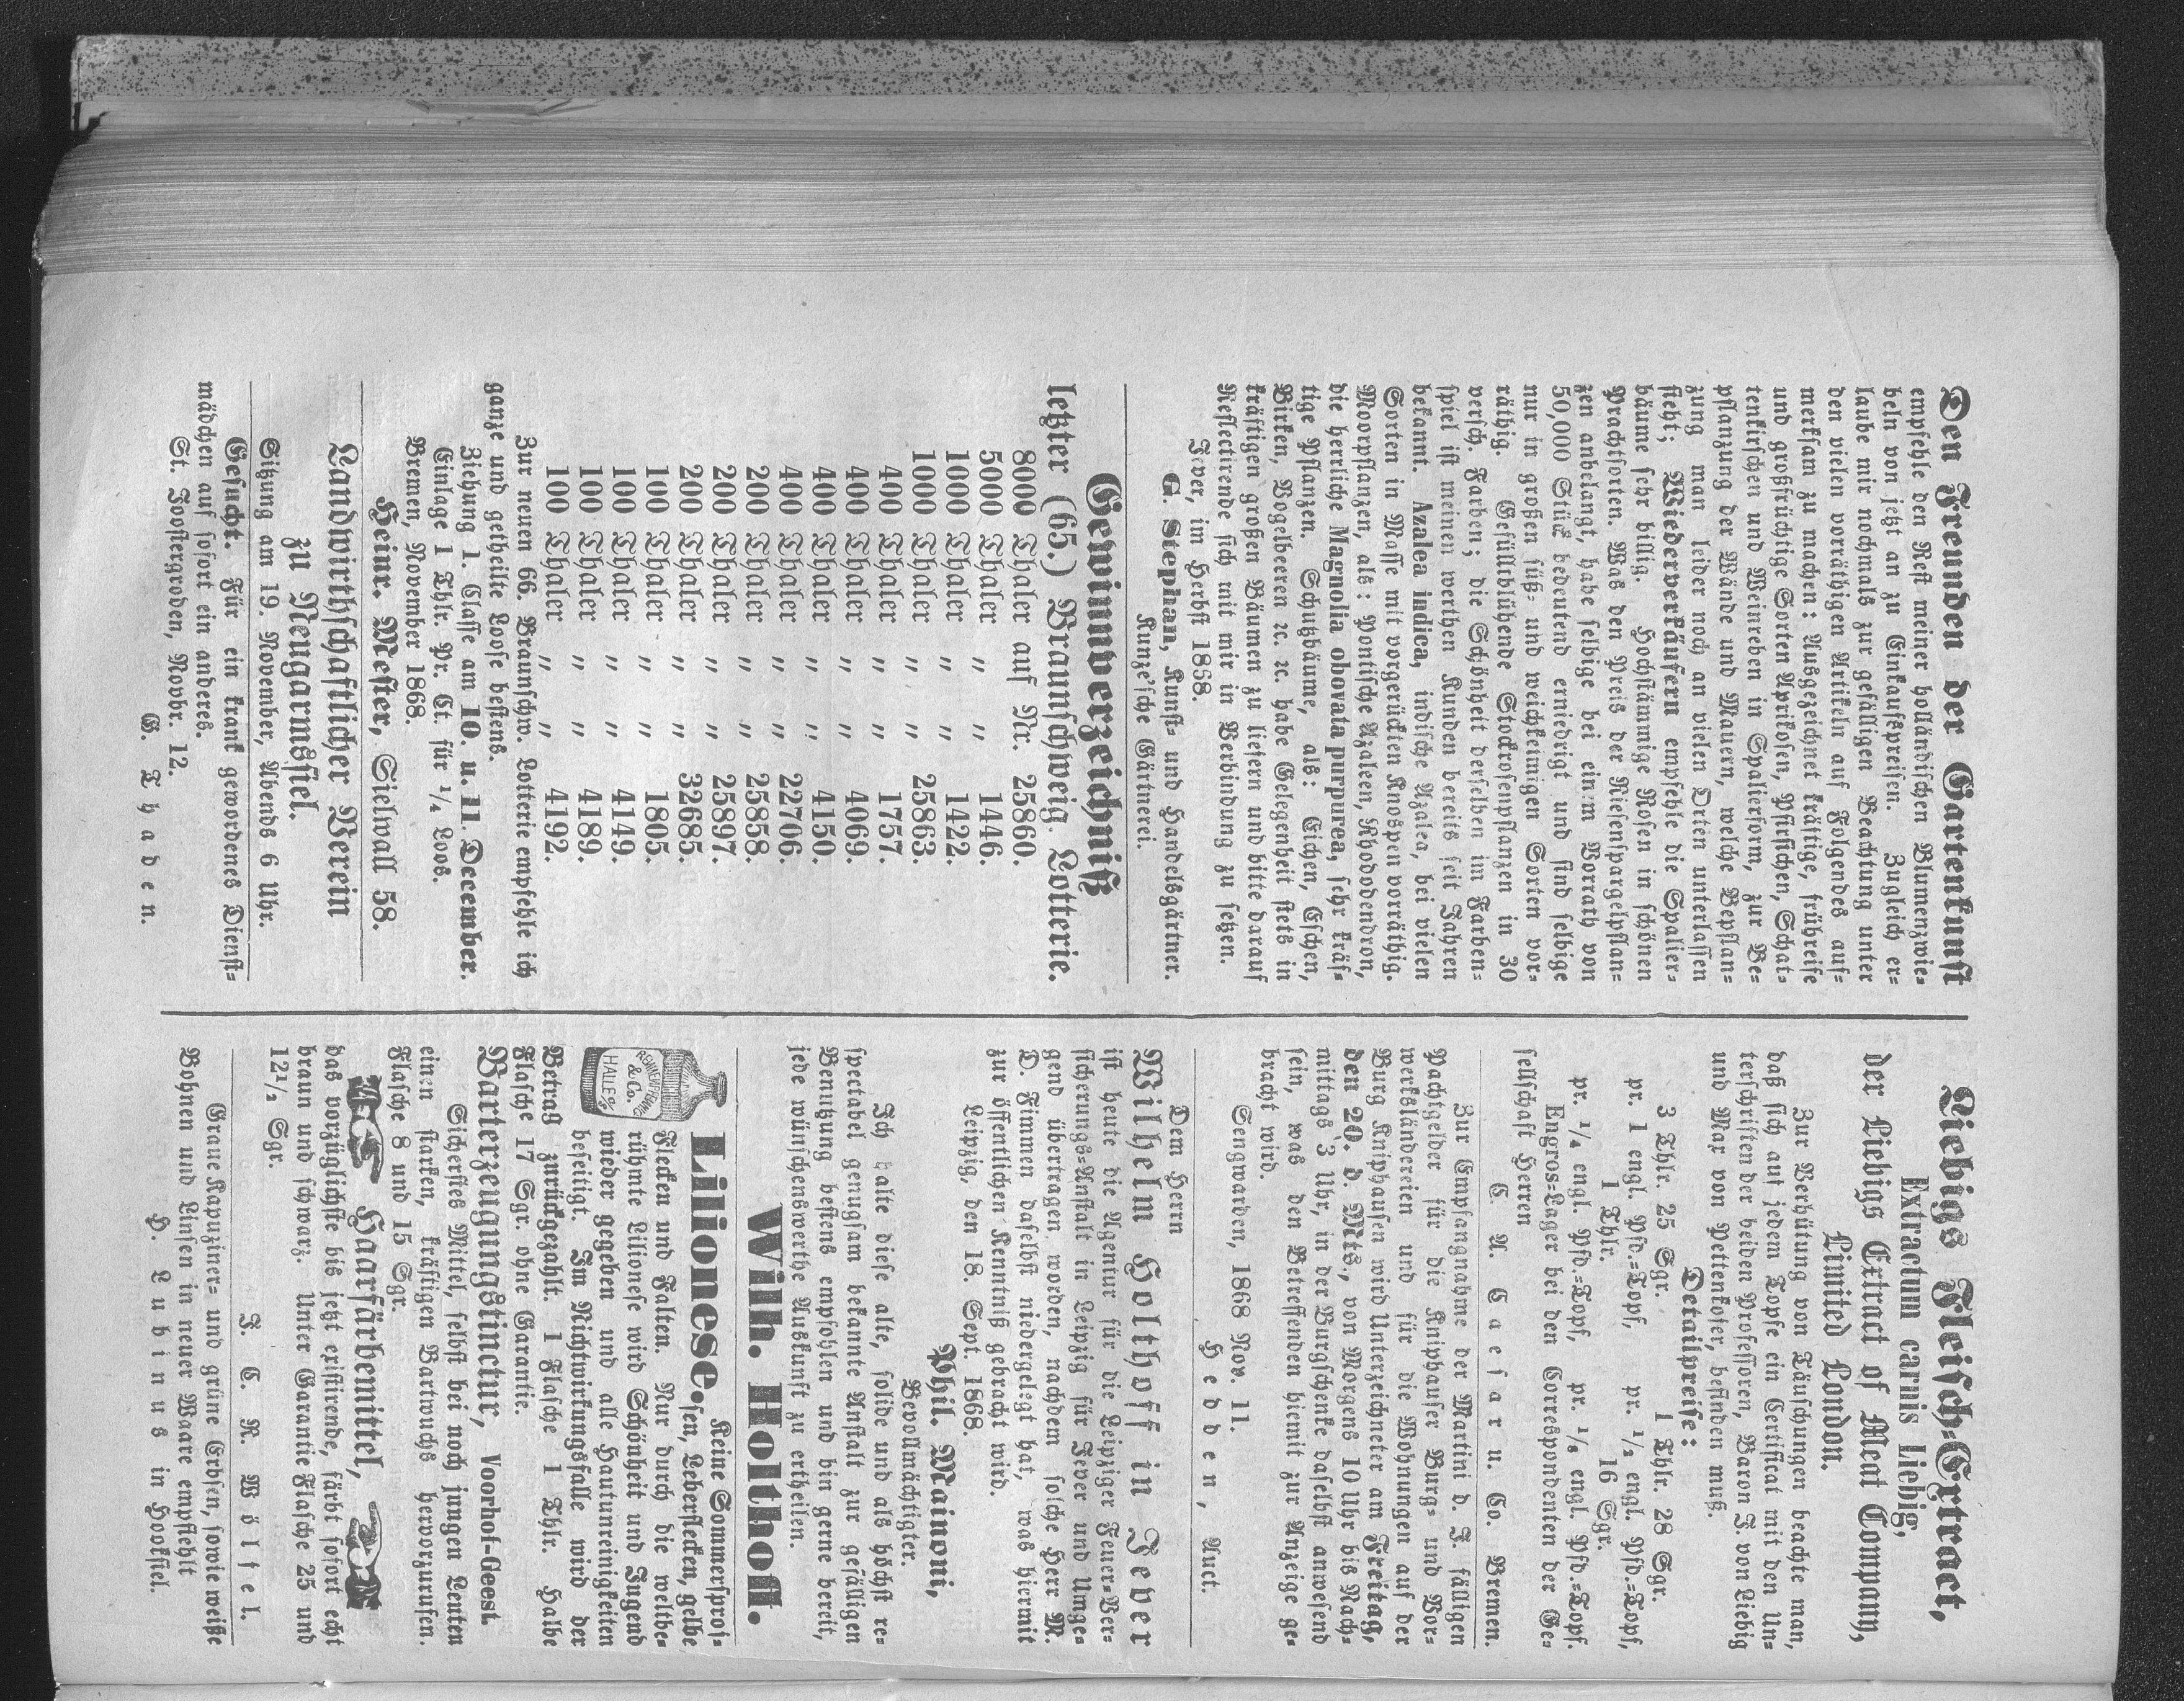 Den Freunden der Gartenkunst
empfehle den Rest meiner holländischen Blumenzwie-
beln von jetzt an zu Einkaufspreisen. Zugleich er-
laube mir nochmals zur gefälligen Beachtung unter
den vielen vorräthigen Artikeln auf Folgendes auf-
merksam zu machen: Ausgezeichnet kräftige, frühreife
und großfrüchtige Sorten Aprikosen, Pfirsichen, Schat-
tenkirschen und Weinreben in Spalierform, zur Be-
pflanzung der Wände und Mauern, welche Bepflan-
zung man leider noch an vielen Orten unterlassen
sieht; Wiederverkäufern empfehle die Spalier-
bäume sehr billig. Hochstämmige Rosen in schönen
Prachtsorten. Was den Preis der Riesenspargelpflan-
zen anbelangt, habe selbige bei einem Vorrath von
50,000 Stück bedeutend erniedrigt und sind selbige
nur in großen süß- und weichkeimigen Sorten vor-
räthig. Gefülltblühende Stockrosenpflanzen in 30
versch. Farben; die Schönheit derselben im Farben-
spiel ist meinen werthen Kunden bereits seit Jahren
bekannt. Azalea indica, indische Azalea, bei vielen
Sorten in Masse mit vorgerückten Knospen vorräthig.
Moorpflanzen, als: Pontische Azaleen, Rhododendron,
die herrliche Magnolia obovata purpurea, sehr kräf-
tige Pflanzen. Schutzbäume, als: Eichen, Eschen,
Birken, Vogelbeeren ꝛc. ꝛc. habe Gelegenheit stets in
kräftigen großen Bäumen zu liefern und bitte darauf
Reflectirende sich mit mir in Verbindung zu setzen.
Jever, im Herbst 1868.
G. Stephan, Kunst- und Handelsgärtner.
Kunze'sche Gärtnerei.
Gewinnverzeichniß
letzter (65.) Braunschweig. Lotterie.
8000 Thaler auf Nr. 25860.
5000 Thaler " " 1446.
1000 Thaler " " 1422.
1000 Thaler " " 25863.
400 Thaler " " 1757.
400 Thaler " " 4069.
400 Thaler " " 4150.
400 Thaler " " 22706.
200 Thaler " " 25858.
200 Thaler " " 25897.
200 Thaler " " 32685.
100 Thaler " " 1805.
100 Thaler " " 4149.
100 Thaler " " 4189.
100 Thaler " " 4192.
Zur neuen 66. Braunschw. Lotterie empfehle ich
ganze und getheilte Loose bestens.
Ziehung 1. Classe am 10. u. 11. December.
Einlage 1 Thlr. Pr. Ct. für 1/4 Loos.
Bremen, November 1868.
Heinr. Mester, Sielwall 58.
Landwirthschaftlicher Verein
zu Neugarmssiel.
Sitzung am 19. November, Abends 6 Uhr.
Gesucht. Für ein krank gewordenes Dienst-
mädchen auf sofort ein anderes.
St. Joostergroden, Novbr. 12.
G. Thaden.
Liebigs Fleisch-Extract,
Extractum carnis Liebig,
der Liebigs Extract of Meat Company,
Limited London.
Zur Verhütung von Täuschungen beachte man,
daß sich auf jedem Topfe ein Certificat mit den Un-
terschriften der beiden Professoren, Baron J. von Liebig
und Max von Pettenkofer, befinden muß.
Detailpreise:
3 Thlr. 25 Sgr. 1 Thlr. 28 Sgr.
pr. 1 engl. Pfd.-Topf, pr. 1/2 engl. Pfd.-Topf,
1 Thlr. 16 Sgr.
pr. 1/4 engl. Pfd.-Topf, pr. 1/8 engl. Pfd.-Topf.
Engros-Lager bei den Correspondenten der Ge-
sellschaft Herren
C. A. Caesar u. Co. Bremen.
Zur Empfangnahme der Martini d. J. fälligen
Pachtgelder für die Kniphauser Burg- und Vor-
werksländereien und für die Wohnungen auf der
Burg Kniphausen wird Unterzeichneter am Freitag,
den 20. d. Mts., von Morgens 10 Uhr bis Nach-
mittags 3 Uhr, in der Burgschenke daselbst anwesend
sein, was den Betreffenden hiemit zur Anzeige ge-
bracht wird.
Sengwarden, 1868 Nov. 11.
Hedden, Auct.
Dem Herrn
Wilhelm Holthoff in Jever
ist heute die Agentur für die Leipziger Feuer-Ver-
sicherungs-Anstalt in Leipzig für Jever und Umge-
gend übertragen worden, nachdem solche Herr M.
D. Fimmen daselbst niedergelegt hat, was hiermit
zur öffentlichen Kenntniß gebracht wird.
Leipzig, den 18. Sept. 1868.
Phil. Mainoni,
Bevollmächtigter.
Ich halte diese alte, solide und als höchst re-
spectabel genugsam bekannte Anstalt zur gefälligen
Benutzung bestens empfohlen und bin gerne bereit,
jede wünschenswerthe Auskunft zu ertheilen.
Wilh. Holthoff.
ROTHE & Co. HALLE a/S
Lilionese. Keine Sommerspros-
sen, Leberflecken, gelbe
Flecken und Falten. Nur durch die weltbe-
rühmte Lilionese wird Schönheit und Jugend
wieder gegeben und alle Hautunreinigkeiten
beseitigt. Im Nichtwirkungsfalle wird der
Betrag zurückgezahlt. 1 Flasche 1 Thlr. Halbe
Flasche 17 Sgr. ohne Garantie.
Barterzeugungstinctur, Voorhof-Geest.
Sicherstes Mittel, selbst bei noch jungen Leuten
einen starken, kräftigen Bartwuchs hervorzurufen.
Flasche 8 und 15 Sgr.
Haarfärbemittel,
das vorzüglichste bis jetzt existirende, färbt sofort echt
braun und schwarz. Unter Garantie Flasche 25 und
12 1/2 Sgr.
J. C. R. Wölfel.
Graue Kapuziner- und grüne Erbsen, sowie weiße
Bohnen und Linsen in neuer Waare empfiehlt
H. Lubinus in Hooksiel.